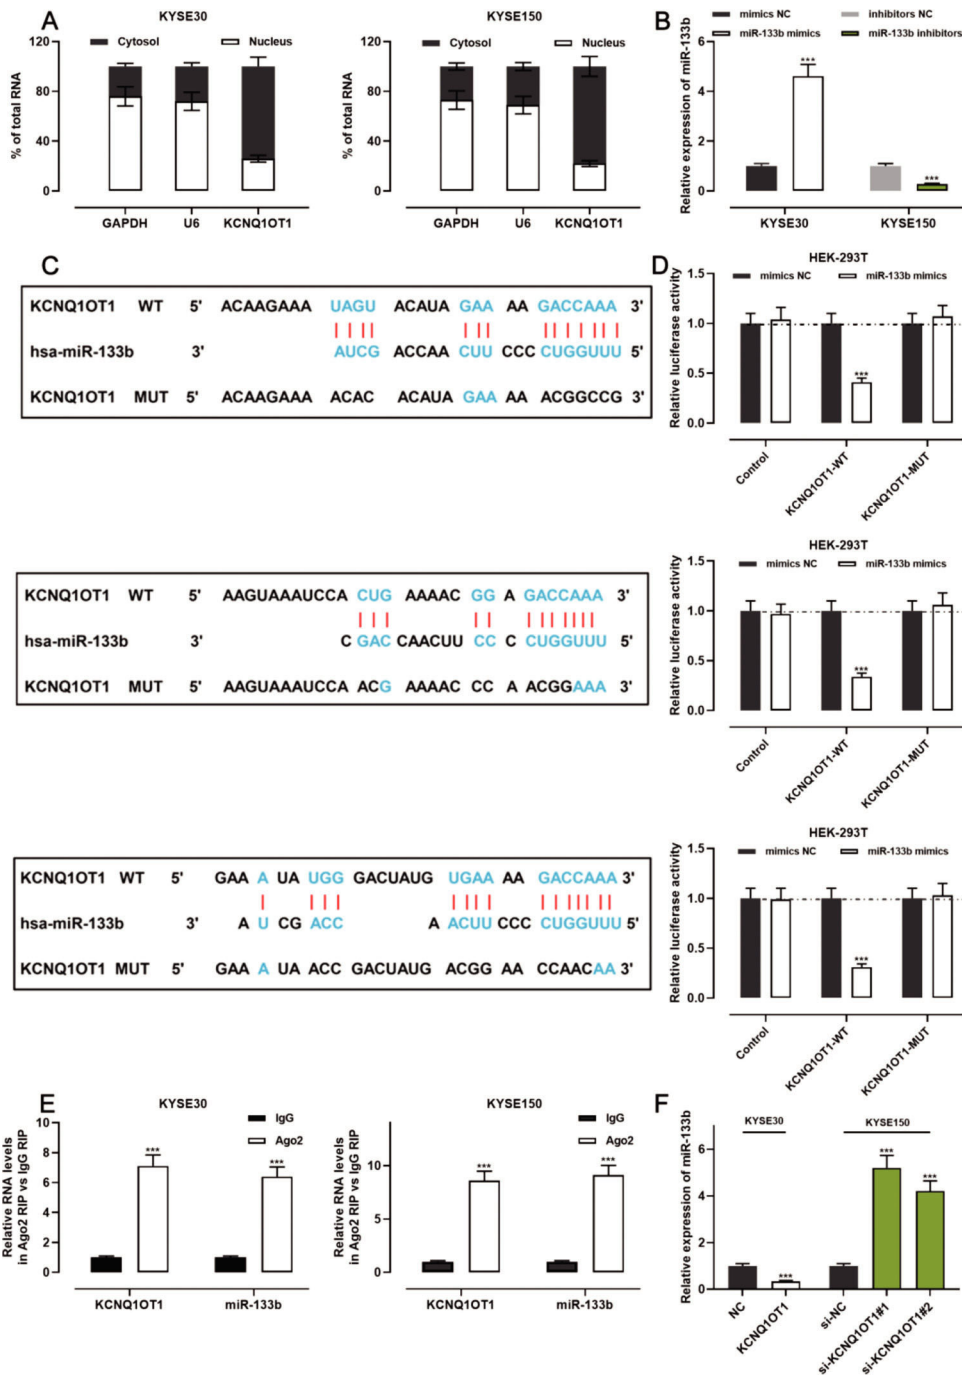 A
KYSE30
% of total RNA
120
80
40
0
Cytosol
Nucleus
GAPDH
U6
KCNQ1OT1
KYSE150
% of total RNA
120
80
40
0
Cytosol
Nucleus
GAPDH
U6
KCNQ1OT1
B
mimics NC
inhibitors NC
miR-133b mimics
miR-133b inhibitors
Relative expression of miR-133b
6
4
2
0
***
***
KYSE30
KYSE150
C
KCNQ1OT1 WT 5' ACAAGAAA UAGU ACAUA GAA AA GACCAAA 3'
hsa-miR-133b 3' AUCG ACCAA CUU CCC CUGGUUU 5'
KCNQ1OT1 MUT 5' ACAAGAAA ACAC ACAUA GAA AA ACGGCCG 3'
KCNQ1OT1 WT 5' AAGUAAAUCCA CUG AAAAC GG A GACCAAA 3'
hsa-miR-133b 3' C GAC CAACUU CC C CUGGUUU 5'
KCNQ1OT1 MUT 5' AAGUAAAUCCA ACG AAAAC CC A ACGGAAA 3'
KCNQ1OT1 WT 5' GAA A UA UGG GACUAUG UGAA AA GACCAAA 3'
hsa-miR-133b 3' A U CG ACC A ACUU CCC CUGGUUU 5'
KCNQ1OT1 MUT 5' GAA A UA ACC GACUAUG ACGG AA CCAACAA 3'
D
HEK-293T
mimics NC
miR-133b mimics
Relative luciferase activity
1.5
1.0
0.5
0.0
***
Control
KCNQ1OT1-WT
KCNQ1OT1-MUT
HEK-293T
mimics NC
miR-133b mimics
Relative luciferase activity
1.5
1.0
0.5
0.0
***
Control
KCNQ1OT1-WT
KCNQ1OT1-MUT
HEK-293T
mimics NC
miR-133b mimics
Relative luciferase activity
1.5
1.0
0.5
0.0
***
Control
KCNQ1OT1-WT
KCNQ1OT1-MUT
E
KYSE30
IgG
Ago2
Relative RNA levels
in Ago2 RIP vs IgG RIP
10
8
6
4
2
0
***
***
KCNQ1OT1
miR-133b
KYSE150
IgG
Ago2
Relative RNA levels
in Ago2 RIP vs IgG RIP
10
5
0
***
***
KCNQ1OT1
miR-133b
F
KYSE30
KYSE150
Relative expression of miR-133b
6
4
2
0
***
***
***
NC
KCNQ1OT1
si-NC
si-KCNQ1OT1#1
si-KCNQ1OT1#2